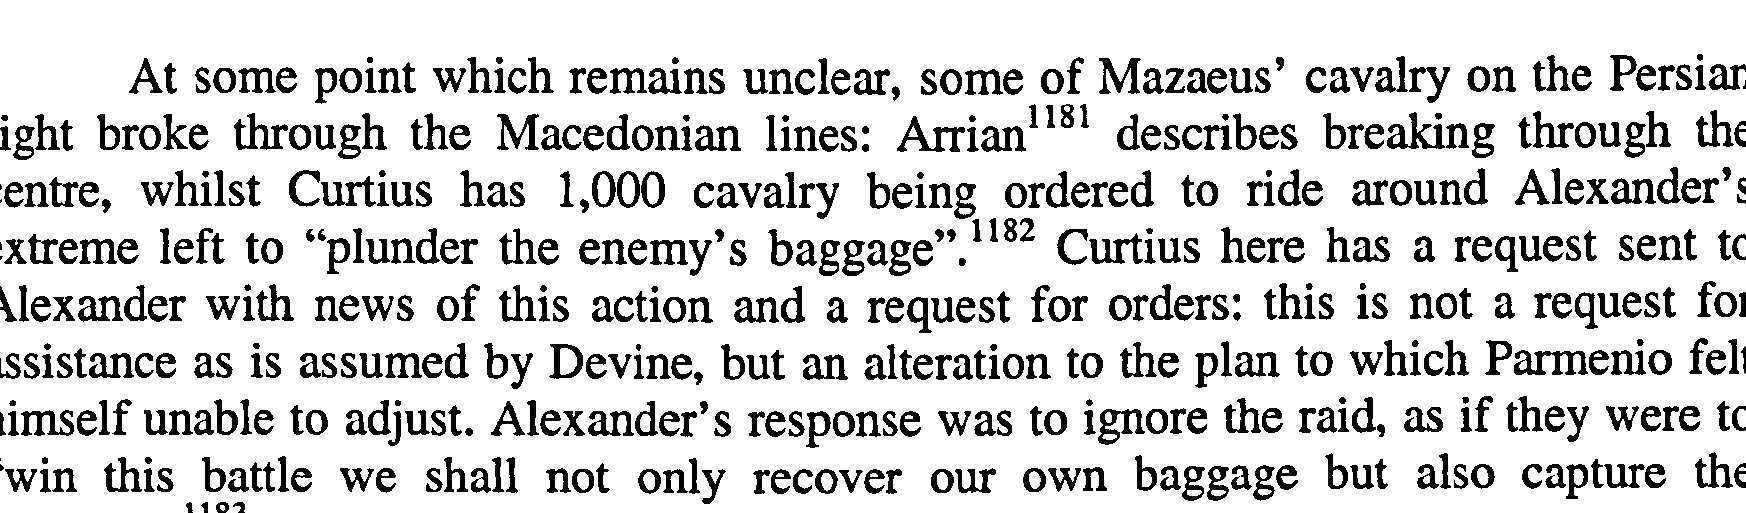 At some point which remains unclear, some of Mazaeus’ cavalry on the Persian
ight broke through the Macedonian lines: Arrian1181 describes breaking through the
entre, whilst Curtius has 1,000 cavalry being ordered to ride around Alexander’s
extreme left to “plunder the enemy’s baggage”.1182 Curtius here has a request sent to
Alexander with news of this action and a request for orders: this is not a request for
assistance as is assumed by Devine, but an alteration to the plan to which Parmenio felt
himself unable to adjust. Alexander’s response was to ignore the raid, as if they were to
“win this battle we shall not only recover our own baggage but also capture the